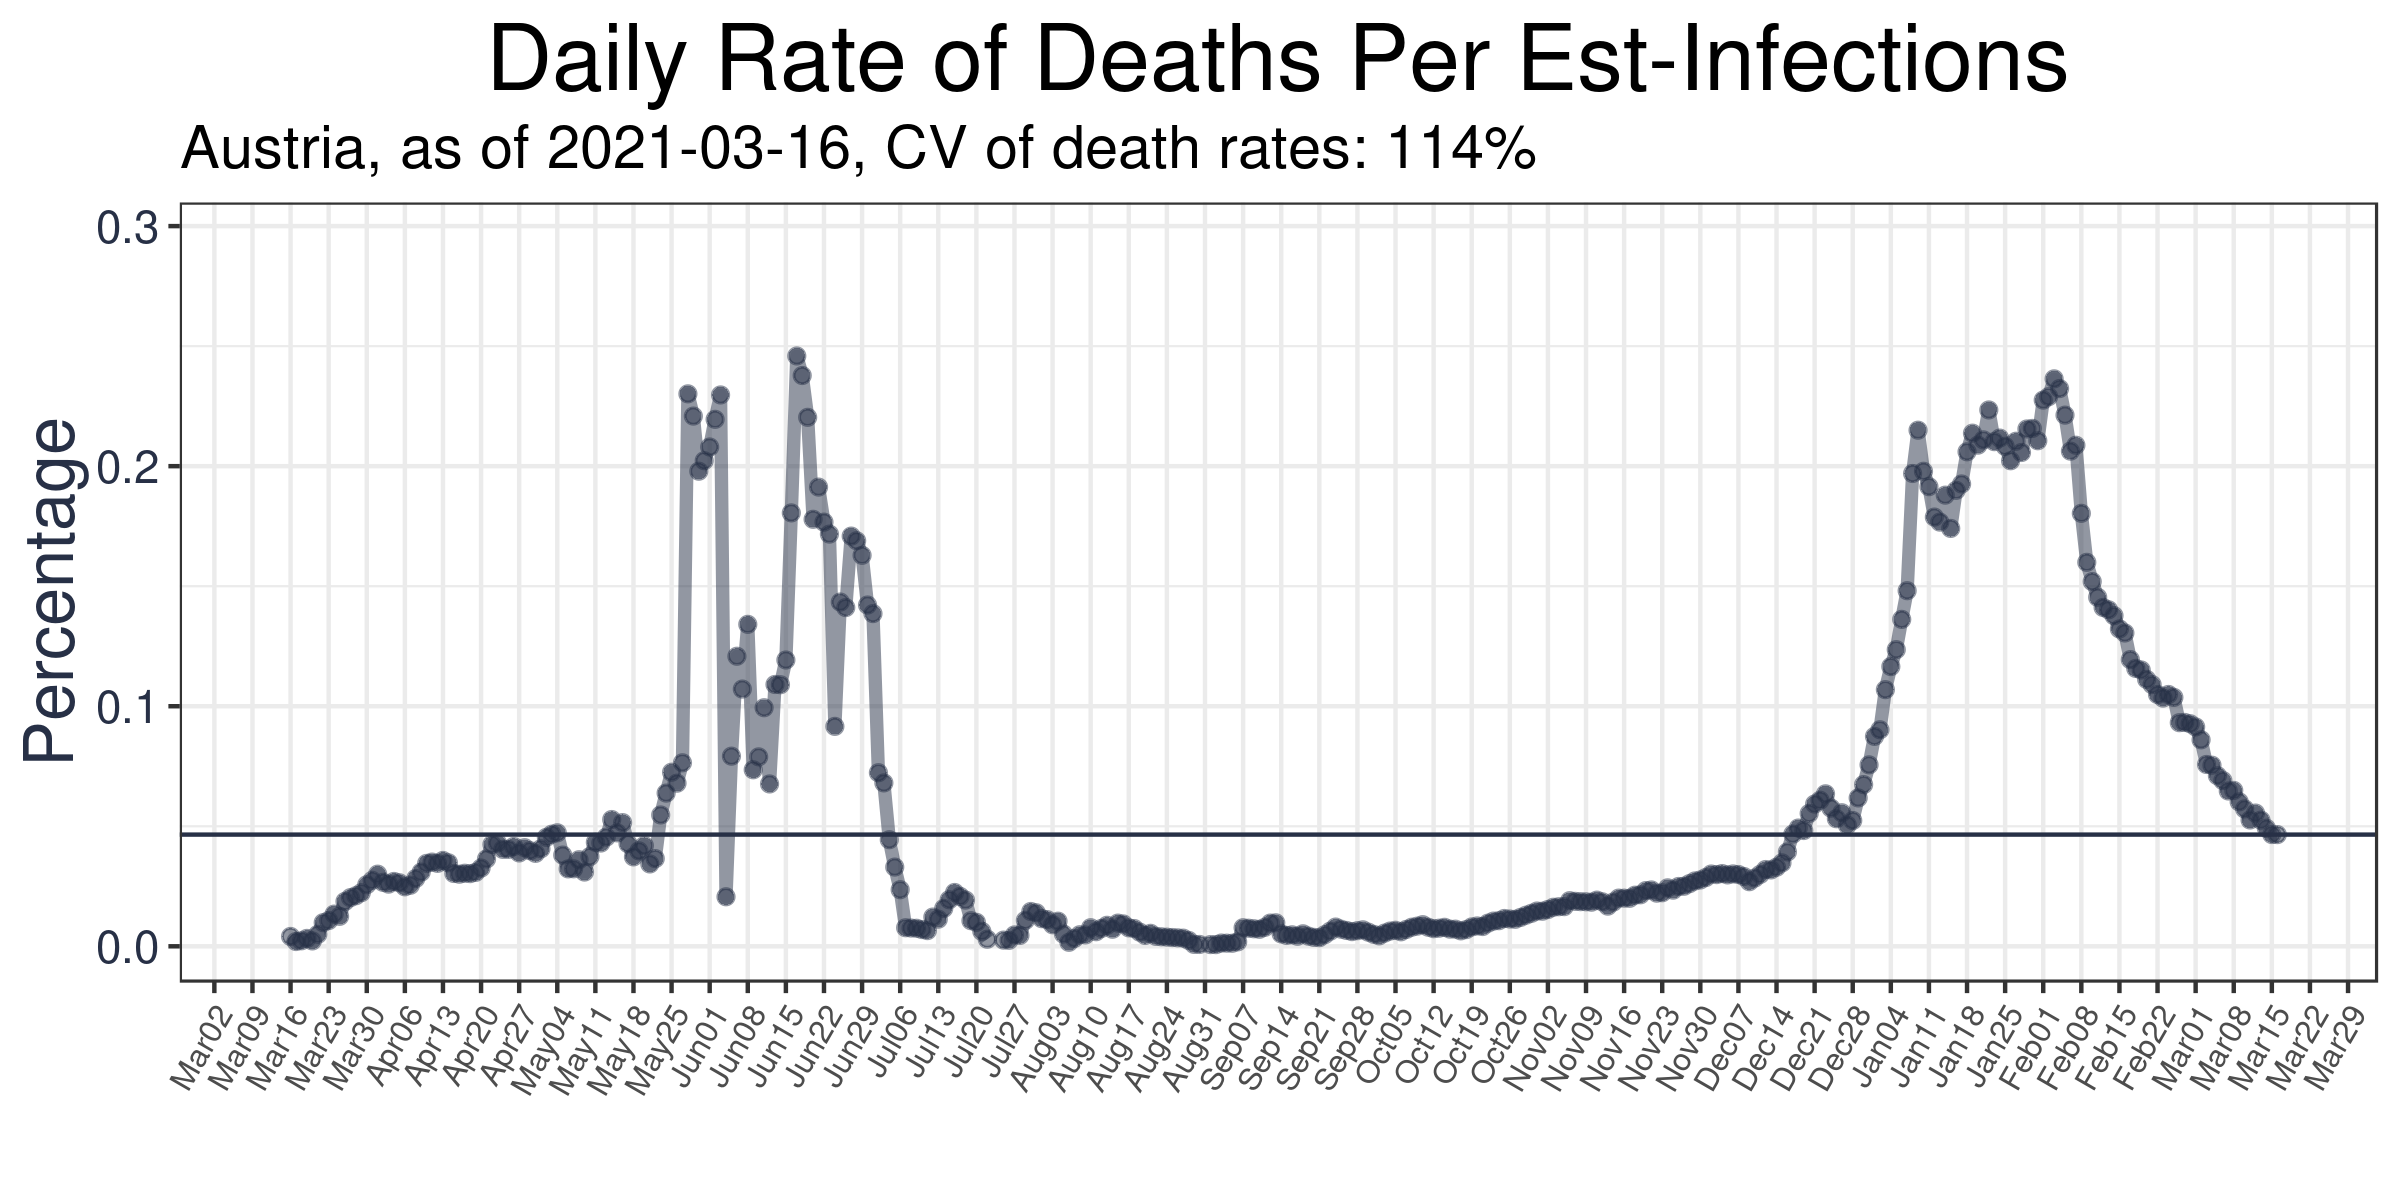 Daily Rate of Deaths Per Est-Infections
Austria, as of 2021-03-16, CV of death rates: 114%
Percentage
0.3
0.2
0.1
0.0
Mar02
Mar09
Mar16
Mar23
Mar30
Apr06
Apr13
Apr20
Apr27
May04
May11
May18
May25
Jun01
Jun08
Jun15
Jun22
Jun29
Jul06
Jul13
Jul20
Jul27
Aug03
Aug10
Aug17
Aug24
Aug31
Sep07
Sep14
Sep21
Sep28
Oct05
Oct12
Oct19
Oct26
Nov02
Nov09
Nov16
Nov23
Nov30
Dec07
Dec14
Dec21
Dec28
Jan04
Jan11
Jan18
Jan25
Feb01
Feb08
Feb15
Feb22
Mar01
Mar08
Mar15
Mar22
Mar29